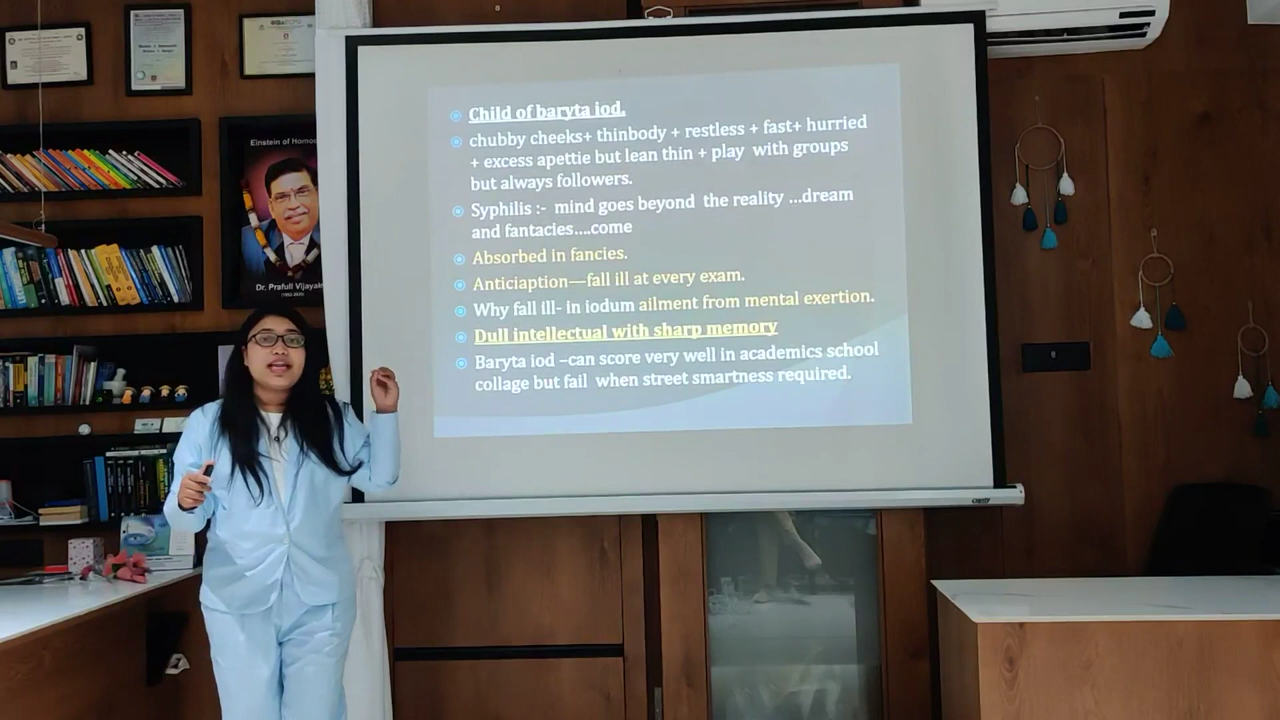 Einstein of Homoe
Dr. Prafull Vijayak
Child of baryta iod.
chubby cheeks+ thinbody + restless + fast+ hurried
+ excess apettie but lean thin + play with groups
but always followers.
Syphilis :- mind goes beyond the reality ...dream
and fantacies....come
Absorbed in fancies.
Anticiaption—fall ill at every exam.
Why fall ill- in iodum ailment from mental exertion.
Dull intellectual with sharp memory
Baryta iod –can score very well in academics school
collage but fail when street smartness required.